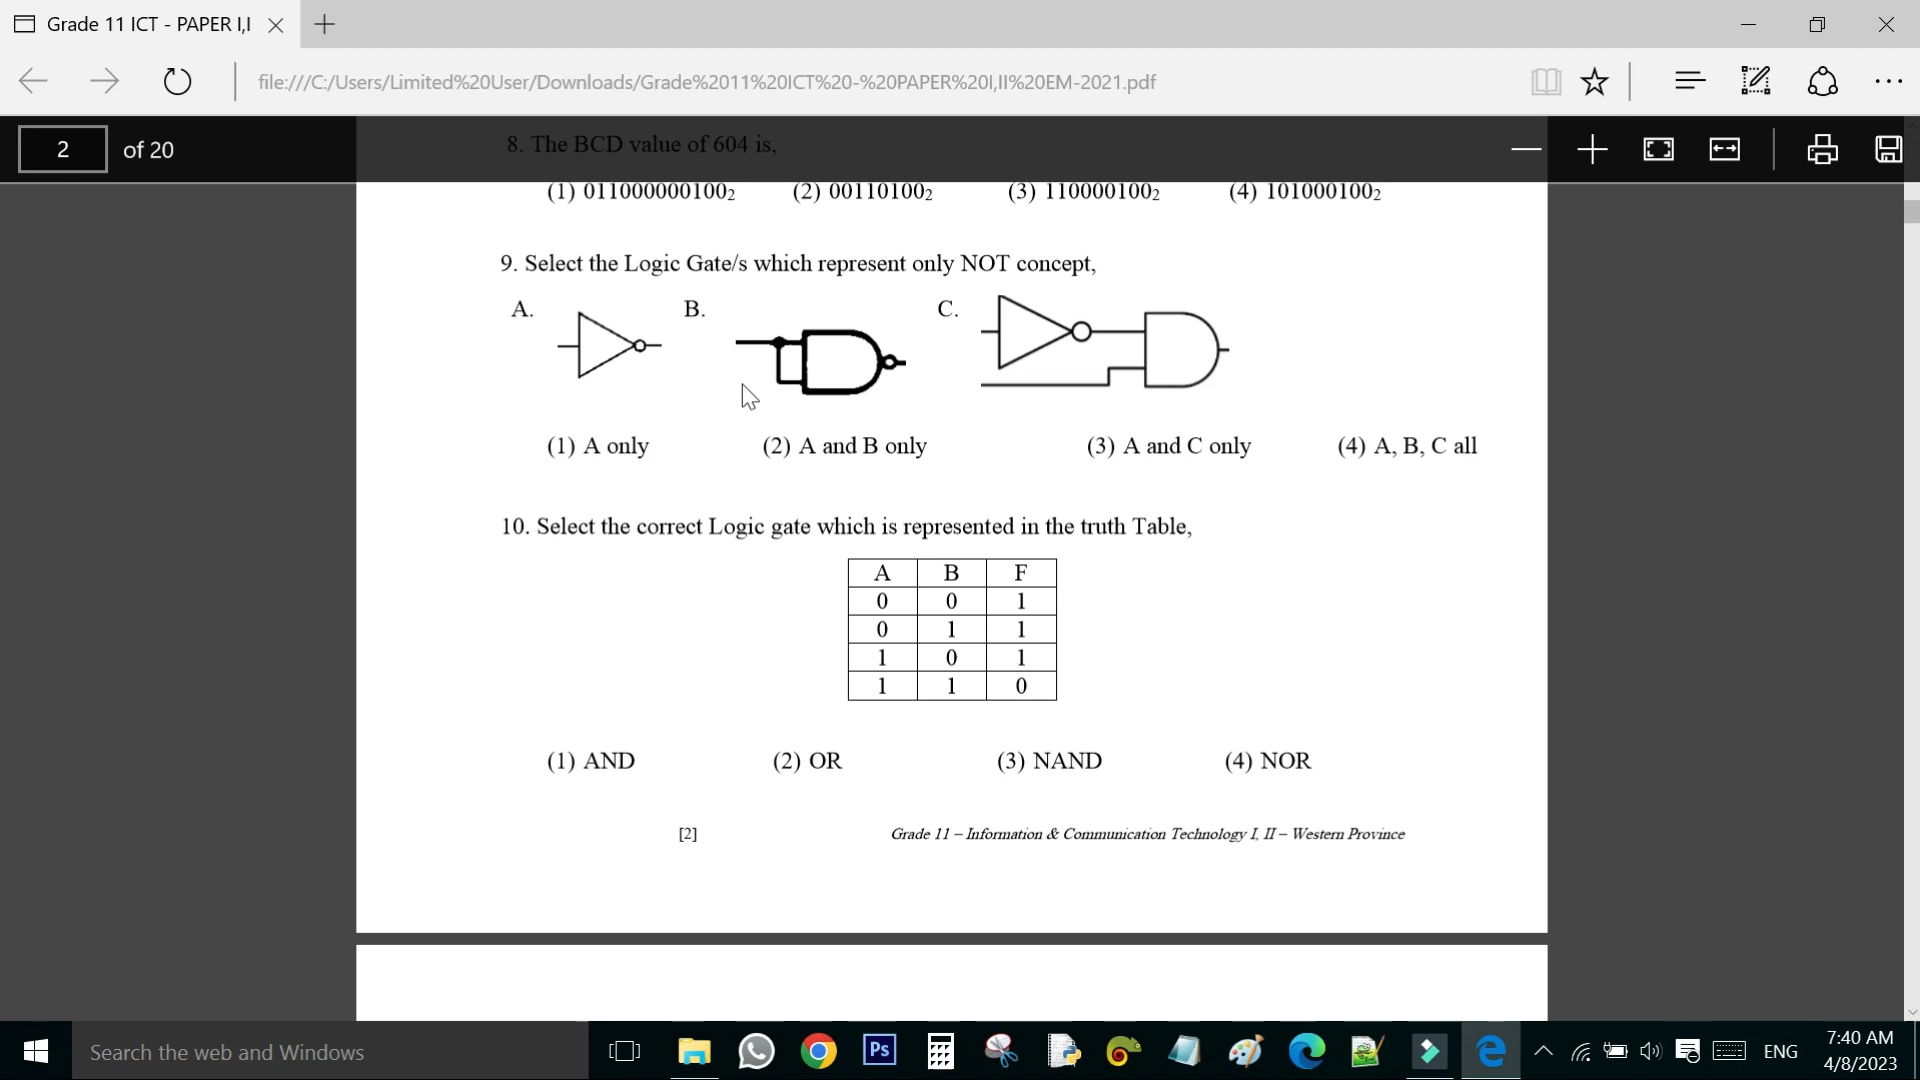 Grade 11 ICT - PAPER I,I
file:///C:/Users/Limited%20User/Downloads/Grade%2011%20ICT%20-%20PAPER%20I,II%20EM-2021.pdf
2 of 20
8. The BCD value of 604 is,
(1) 011000000100₂ (2) 00110100₂ (3) 110000100₂ (4) 101000100₂
9. Select the Logic Gate/s which represent only NOT concept,
A. B. C.
(1) A only (2) A and B only (3) A and C only (4) A, B, C all
10. Select the correct Logic gate which is represented in the truth Table,
A B F
0 0 1
0 1 1
1 0 1
1 1 0
(1) AND (2) OR (3) NAND (4) NOR
[2] Grade 11 – Information & Communication Technology I, II – Western Province
Search the web and Windows
Ps
ENG
7:40 AM
4/8/2023